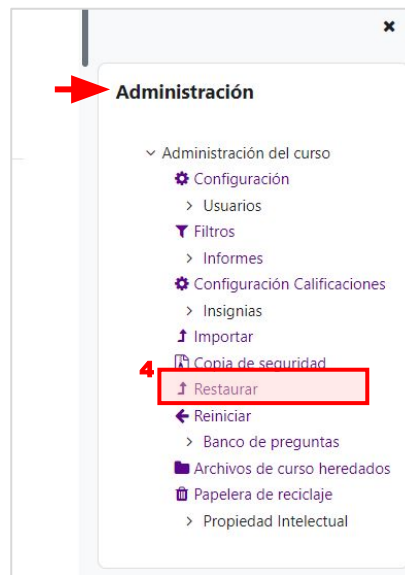 ✖
Administración
Administración del curso
Configuración
Usuarios
Filtros
Informes
Configuración Calificaciones
Insignias
Importar
Copia de seguridad
4
Restaurar
Reiniciar
Banco de preguntas
Archivos de curso heredados
Papelera de reciclaje
Propiedad Intelectual